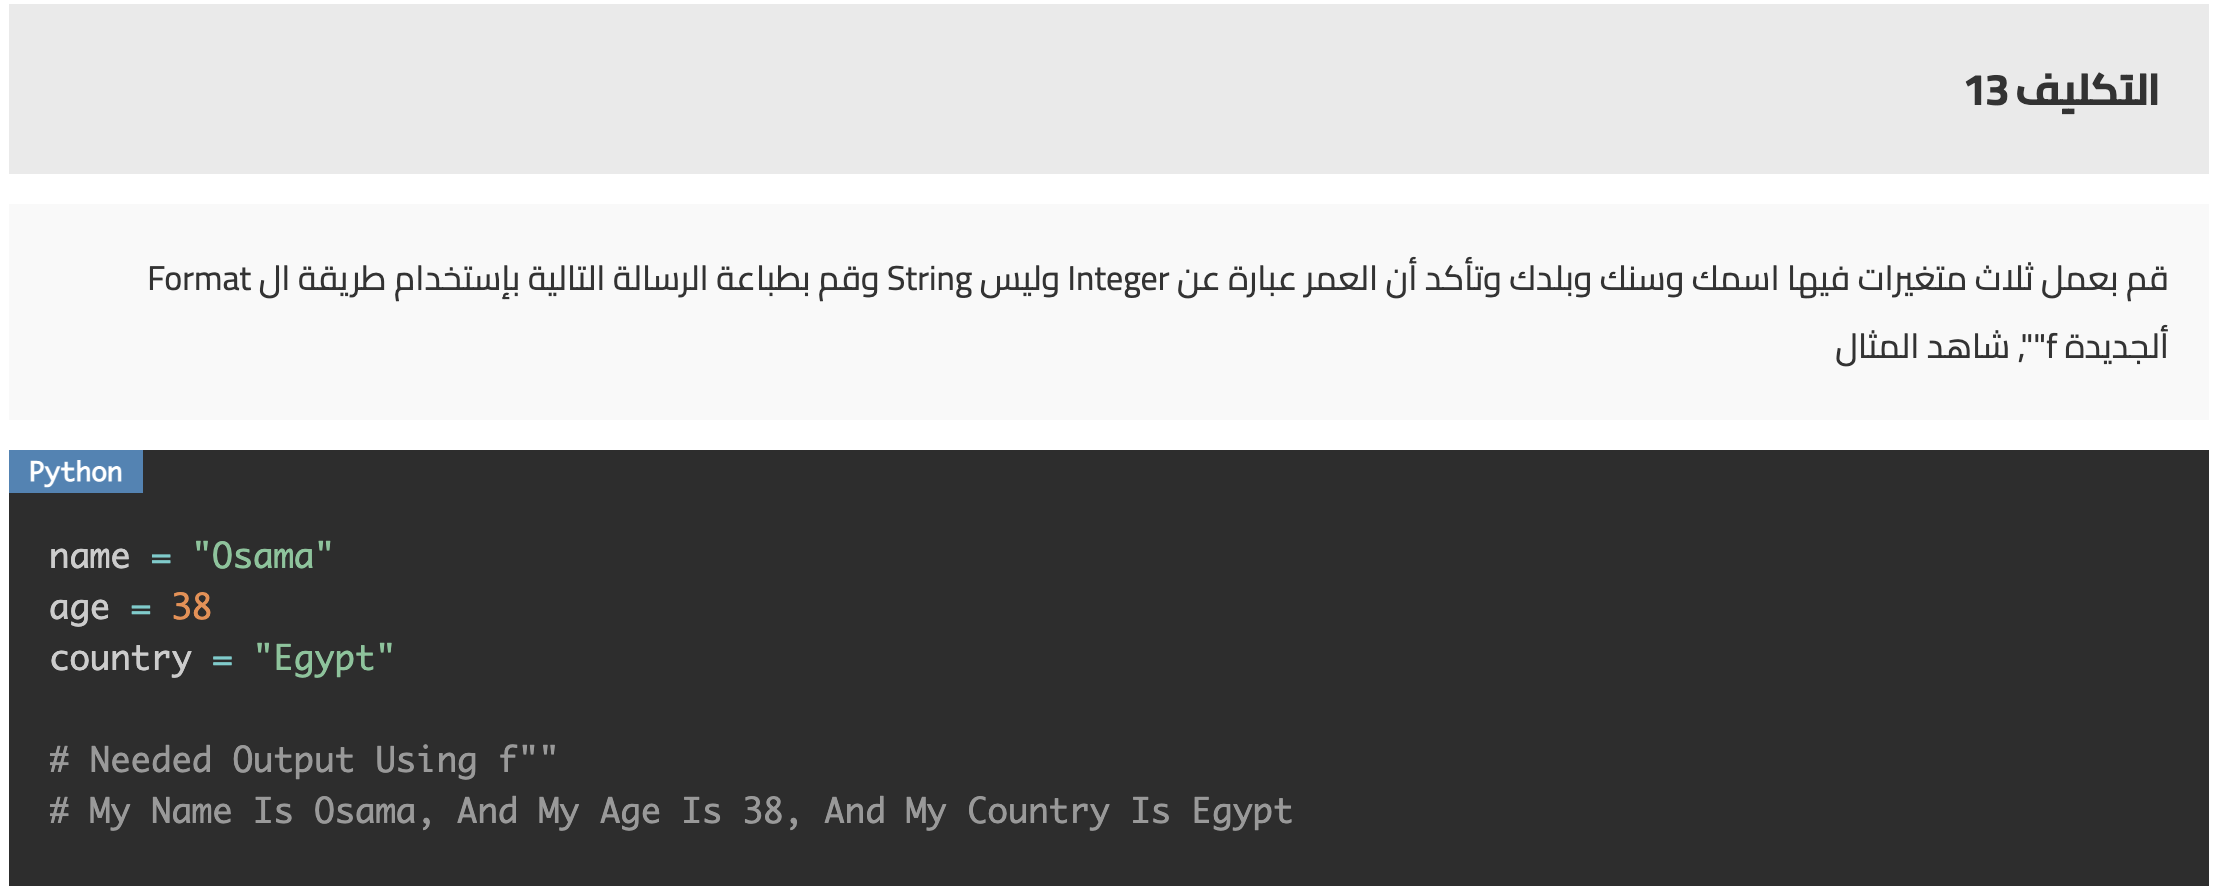 التكليف 13
قم بعمل ثلاث متغيرات فيها اسمك وسنك وبلدك وتأكد أن العمر عبارة عن Integer وليس String وقم بطباعة الرسالة التالية بإستخدام طريقة ال Format
ألجديدة f"", شاهد المثال
Python
name = "Osama"
age = 38
country = "Egypt"
# Needed Output Using f""
# My Name Is Osama, And My Age Is 38, And My Country Is Egypt